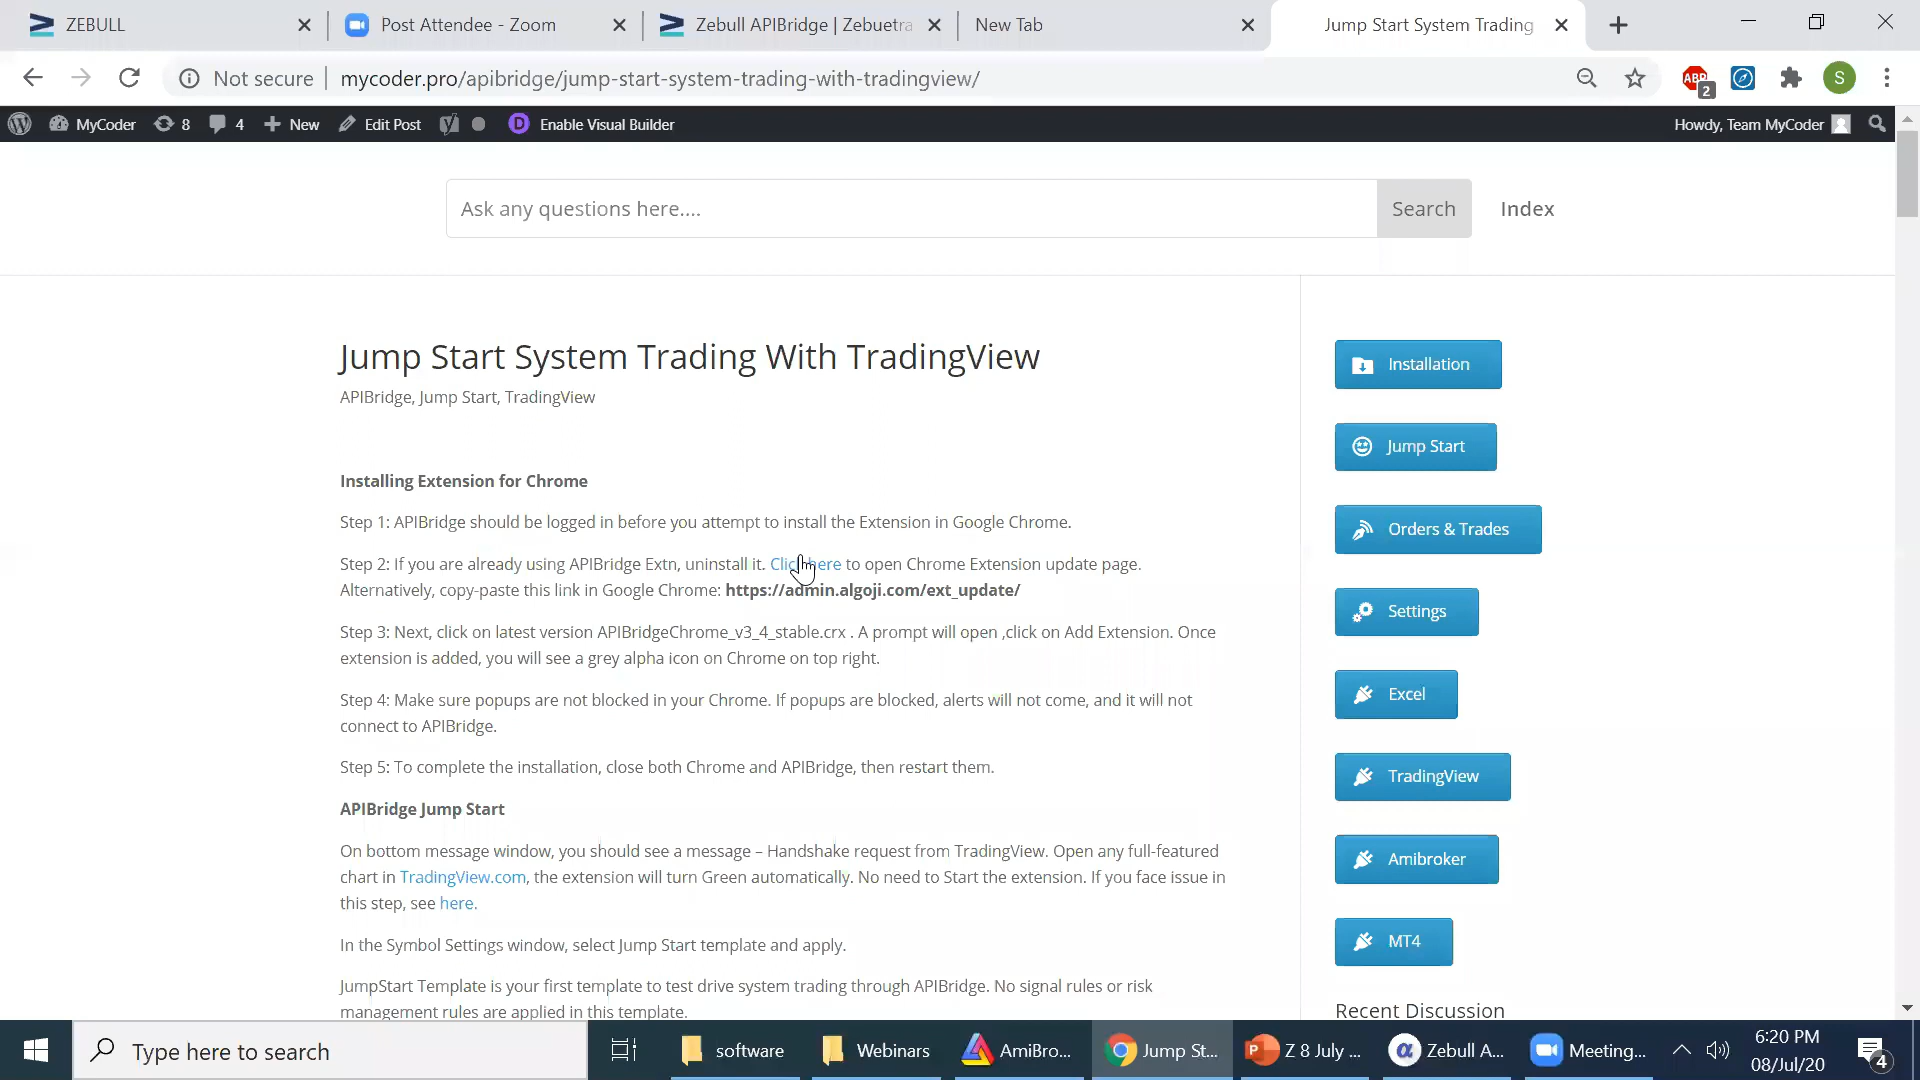 ZEBULL
Post Attendee - Zoom
Zebull APIBridge | Zebuetra
New Tab
Jump Start System Trading
Not secure
mycoder.pro/apibridge/jump-start-system-trading-with-tradingview/
ABP
2
S
MyCoder
8
4
New
Edit Post
D
Enable Visual Builder
Howdy, Team MyCoder
Ask any questions here....
Search
Index
Jump Start System Trading With TradingView
APIBridge, Jump Start, TradingView
Installing Extension for Chrome
Step 1: APIBridge should be logged in before you attempt to install the Extension in Google Chrome.
Step 2: If you are already using APIBridge Extn, uninstall it. Click here to open Chrome Extension update page.
Alternatively, copy-paste this link in Google Chrome: https://admin.algoji.com/ext_update/
Step 3: Next, click on latest version APIBridgeChrome_v3_4_stable.crx . A prompt will open ,click on Add Extension. Once
extension is added, you will see a grey alpha icon on Chrome on top right.
Step 4: Make sure popups are not blocked in your Chrome. If popups are blocked, alerts will not come, and it will not
connect to APIBridge.
Step 5: To complete the installation, close both Chrome and APIBridge, then restart them.
APIBridge Jump Start
On bottom message window, you should see a message – Handshake request from TradingView. Open any full-featured
chart in TradingView.com, the extension will turn Green automatically. No need to Start the extension. If you face issue in
this step, see here.
In the Symbol Settings window, select Jump Start template and apply.
JumpStart Template is your first template to test drive system trading through APIBridge. No signal rules or risk
management rules are applied in this template.
Installation
Jump Start
Orders & Trades
Settings
Excel
TradingView
Amibroker
MT4
Recent Discussion
Type here to search
software
Webinars
AmiBro...
Jump St...
Z 8 July ...
Zebull A...
Meeting...
6:20 PM
08/Jul/20
4